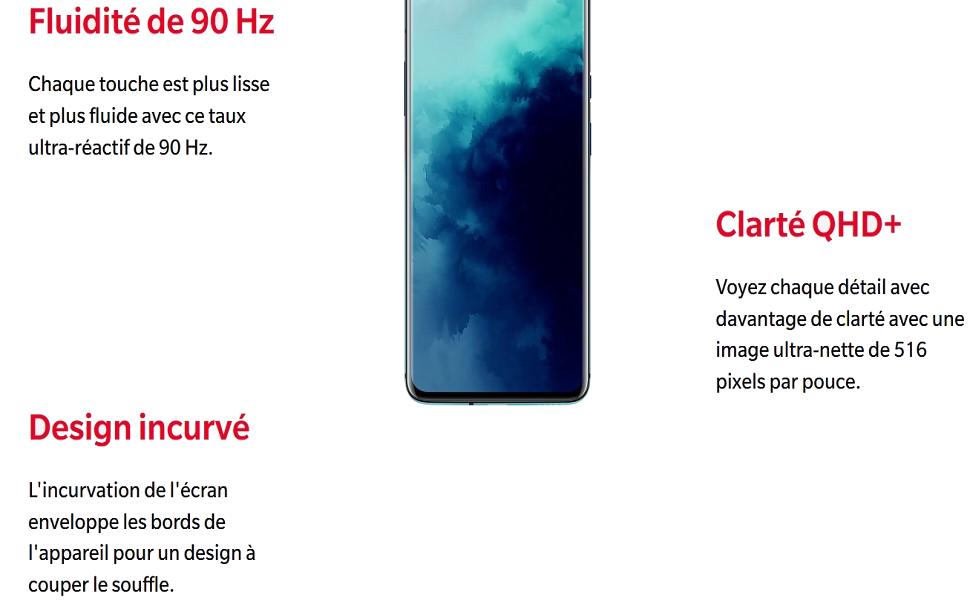 Fluidité de 90 Hz
Chaque touche est plus lisse
et plus fluide avec ce taux
ultra-réactif de 90 Hz.
Clarté QHD+
Voyez chaque détail avec
davantage de clarté avec une
image ultra-nette de 516
pixels par pouce.
Design incurvé
L'incurvation de l'écran
enveloppe les bords de
l'appareil pour un design à
couper le souffle.